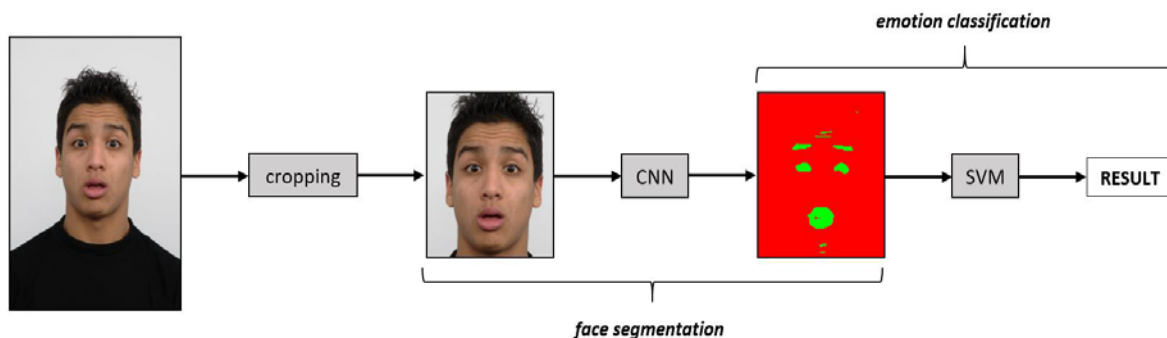 emotion classification
cropping
CNN
SVM
RESULT
face segmentation